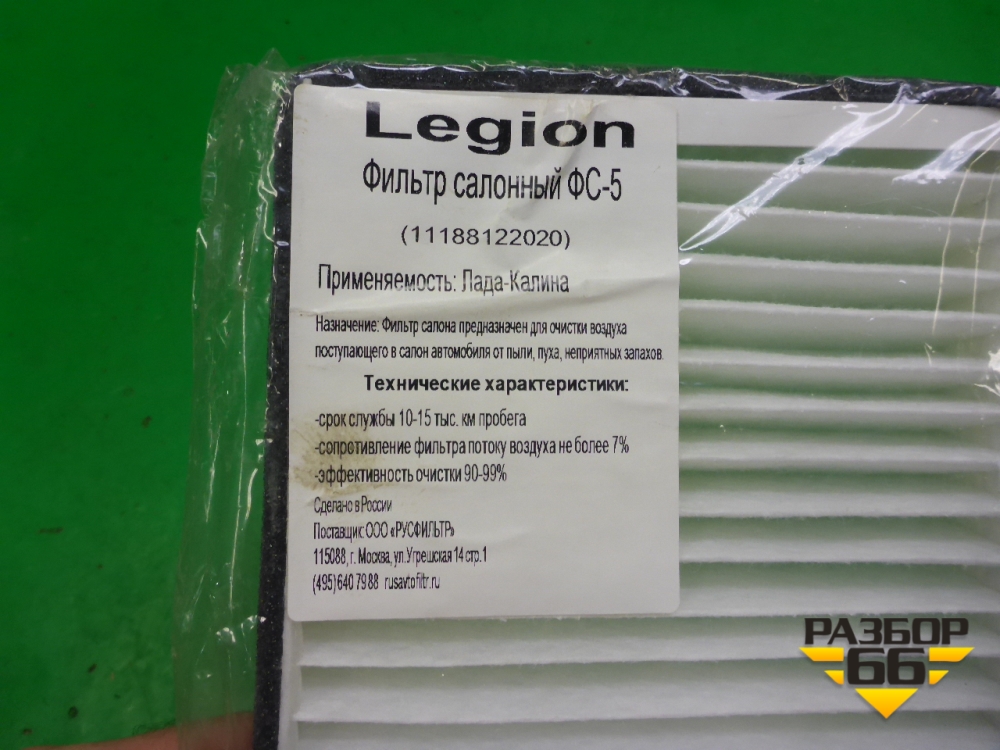 Legion
Фильтр салонный ФС-5
(11188122020)
Применяемость: Лада-Калина
Назначение: Фильтр салона предназначен для очистки воздуха
поступающего в салон автомобиля от пыли, пуха, неприятных запахов.
Технические характеристики:
-срок службы 10-15 тыс. км пробега
-сопротивление фильтра потоку воздуха не более 7%
-эффективность очистки 90-99%
Сделано в России
Поставщик: ООО «РУСФИЛЬТР»
115088, г. Москва, ул.Угрешская 14 стр.1
(495)640 79 88 rusavtofiltr.ru
РАЗБОР
66